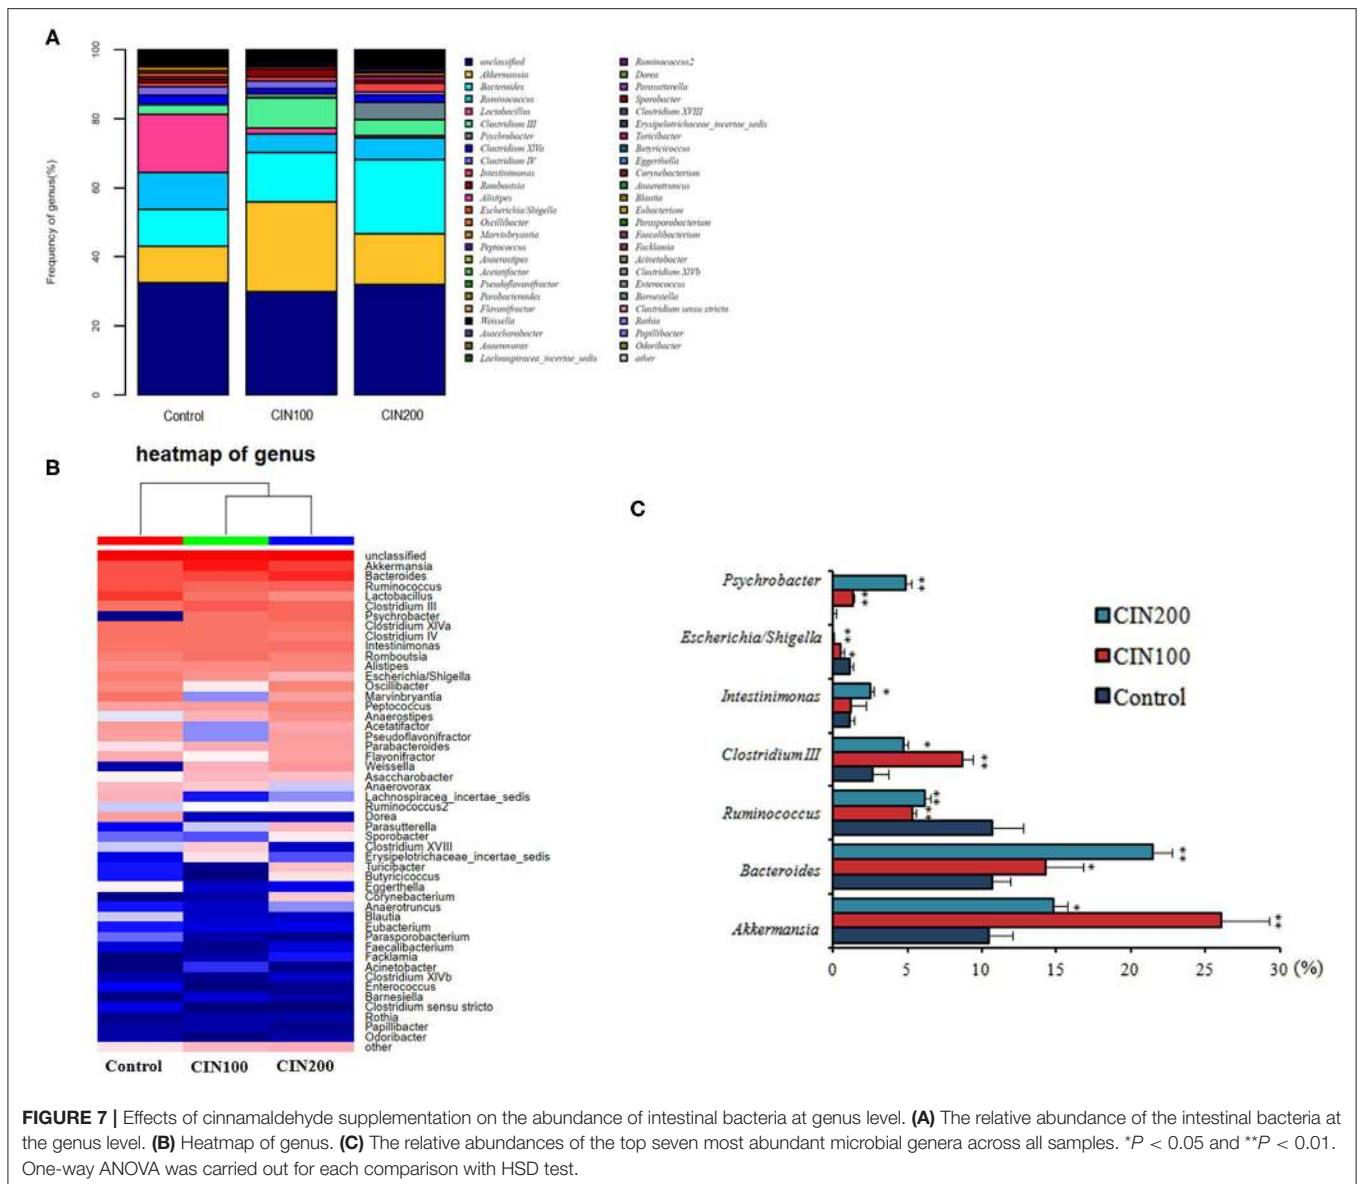 A
Frequency of genus(%)
100
80
60
40
20
0
Control
CIN100
CIN200
unclassified
Akkermansia
Bacteroides
Ruminococcus
Lactobacillus
Clostridium III
Psychrobacter
Clostridium XIVa
Clostridium IV
Intestinimonas
Romboutsia
Alistipes
Escherichia/Shigella
Oscillibacter
Marvinbryantia
Peptococcus
Anaerostipes
Acetatifactor
Pseudoflavonifractor
Parabacteroides
Flavonifractor
Weissella
Asaccharobacter
Anaerovorax
Lachnospiracea_incertae_sedis
Ruminococcus2
Dorea
Parasutterella
Sporobacter
Clostridium XVIII
Erysipelotrichaceae_incertae_sedis
Turicibacter
Butyricicoccus
Eggerthella
Corynebacterium
Anaerotruncus
Blautia
Eubacterium
Parasporobacterium
Faecalibacterium
Facklamia
Acinetobacter
Clostridium XIVb
Enterococcus
Barnesiella
Clostridium sensu stricto
Rothia
Papillibacter
Odoribacter
other
B
heatmap of genus
unclassified
Akkermansia
Bacteroides
Ruminococcus
Lactobacillus
Clostridium III
Psychrobacter
Clostridium XIVa
Clostridium IV
Intestinimonas
Romboutsia
Alistipes
Escherichia/Shigella
Oscillibacter
Marvinbryantia
Peptococcus
Anaerostipes
Acetatifactor
Pseudoflavonifractor
Parabacteroides
Flavonifractor
Weissella
Asaccharobacter
Anaerovorax
Lachnospiracea_incertae_sedis
Ruminococcus2
Dorea
Parasutterella
Sporobacter
Clostridium XVIII
Erysipelotrichaceae_incertae_sedis
Turicibacter
Butyricicoccus
Eggerthella
Corynebacterium
Anaerotruncus
Blautia
Eubacterium
Parasporobacterium
Faecalibacterium
Facklamia
Acinetobacter
Clostridium XIVb
Enterococcus
Barnesiella
Clostridium sensu stricto
Rothia
Papillibacter
Odoribacter
other
Control CIN100 CIN200
C
Psychrobacter
**
**
Escherichia/Shigella
**
*
Intestinimonas
*
Clostridium III
*
**
Ruminococcus
**
**
Bacteroides
**
*
Akkermansia
*
**
0 5 10 15 20 25 30 (%)
CIN200
CIN100
Control
FIGURE 7 | Effects of cinnamaldehyde supplementation on the abundance of intestinal bacteria at genus level. (A) The relative abundance of the intestinal bacteria at
the genus level. (B) Heatmap of genus. (C) The relative abundances of the top seven most abundant microbial genera across all samples. *P < 0.05 and **P < 0.01.
One-way ANOVA was carried out for each comparison with HSD test.